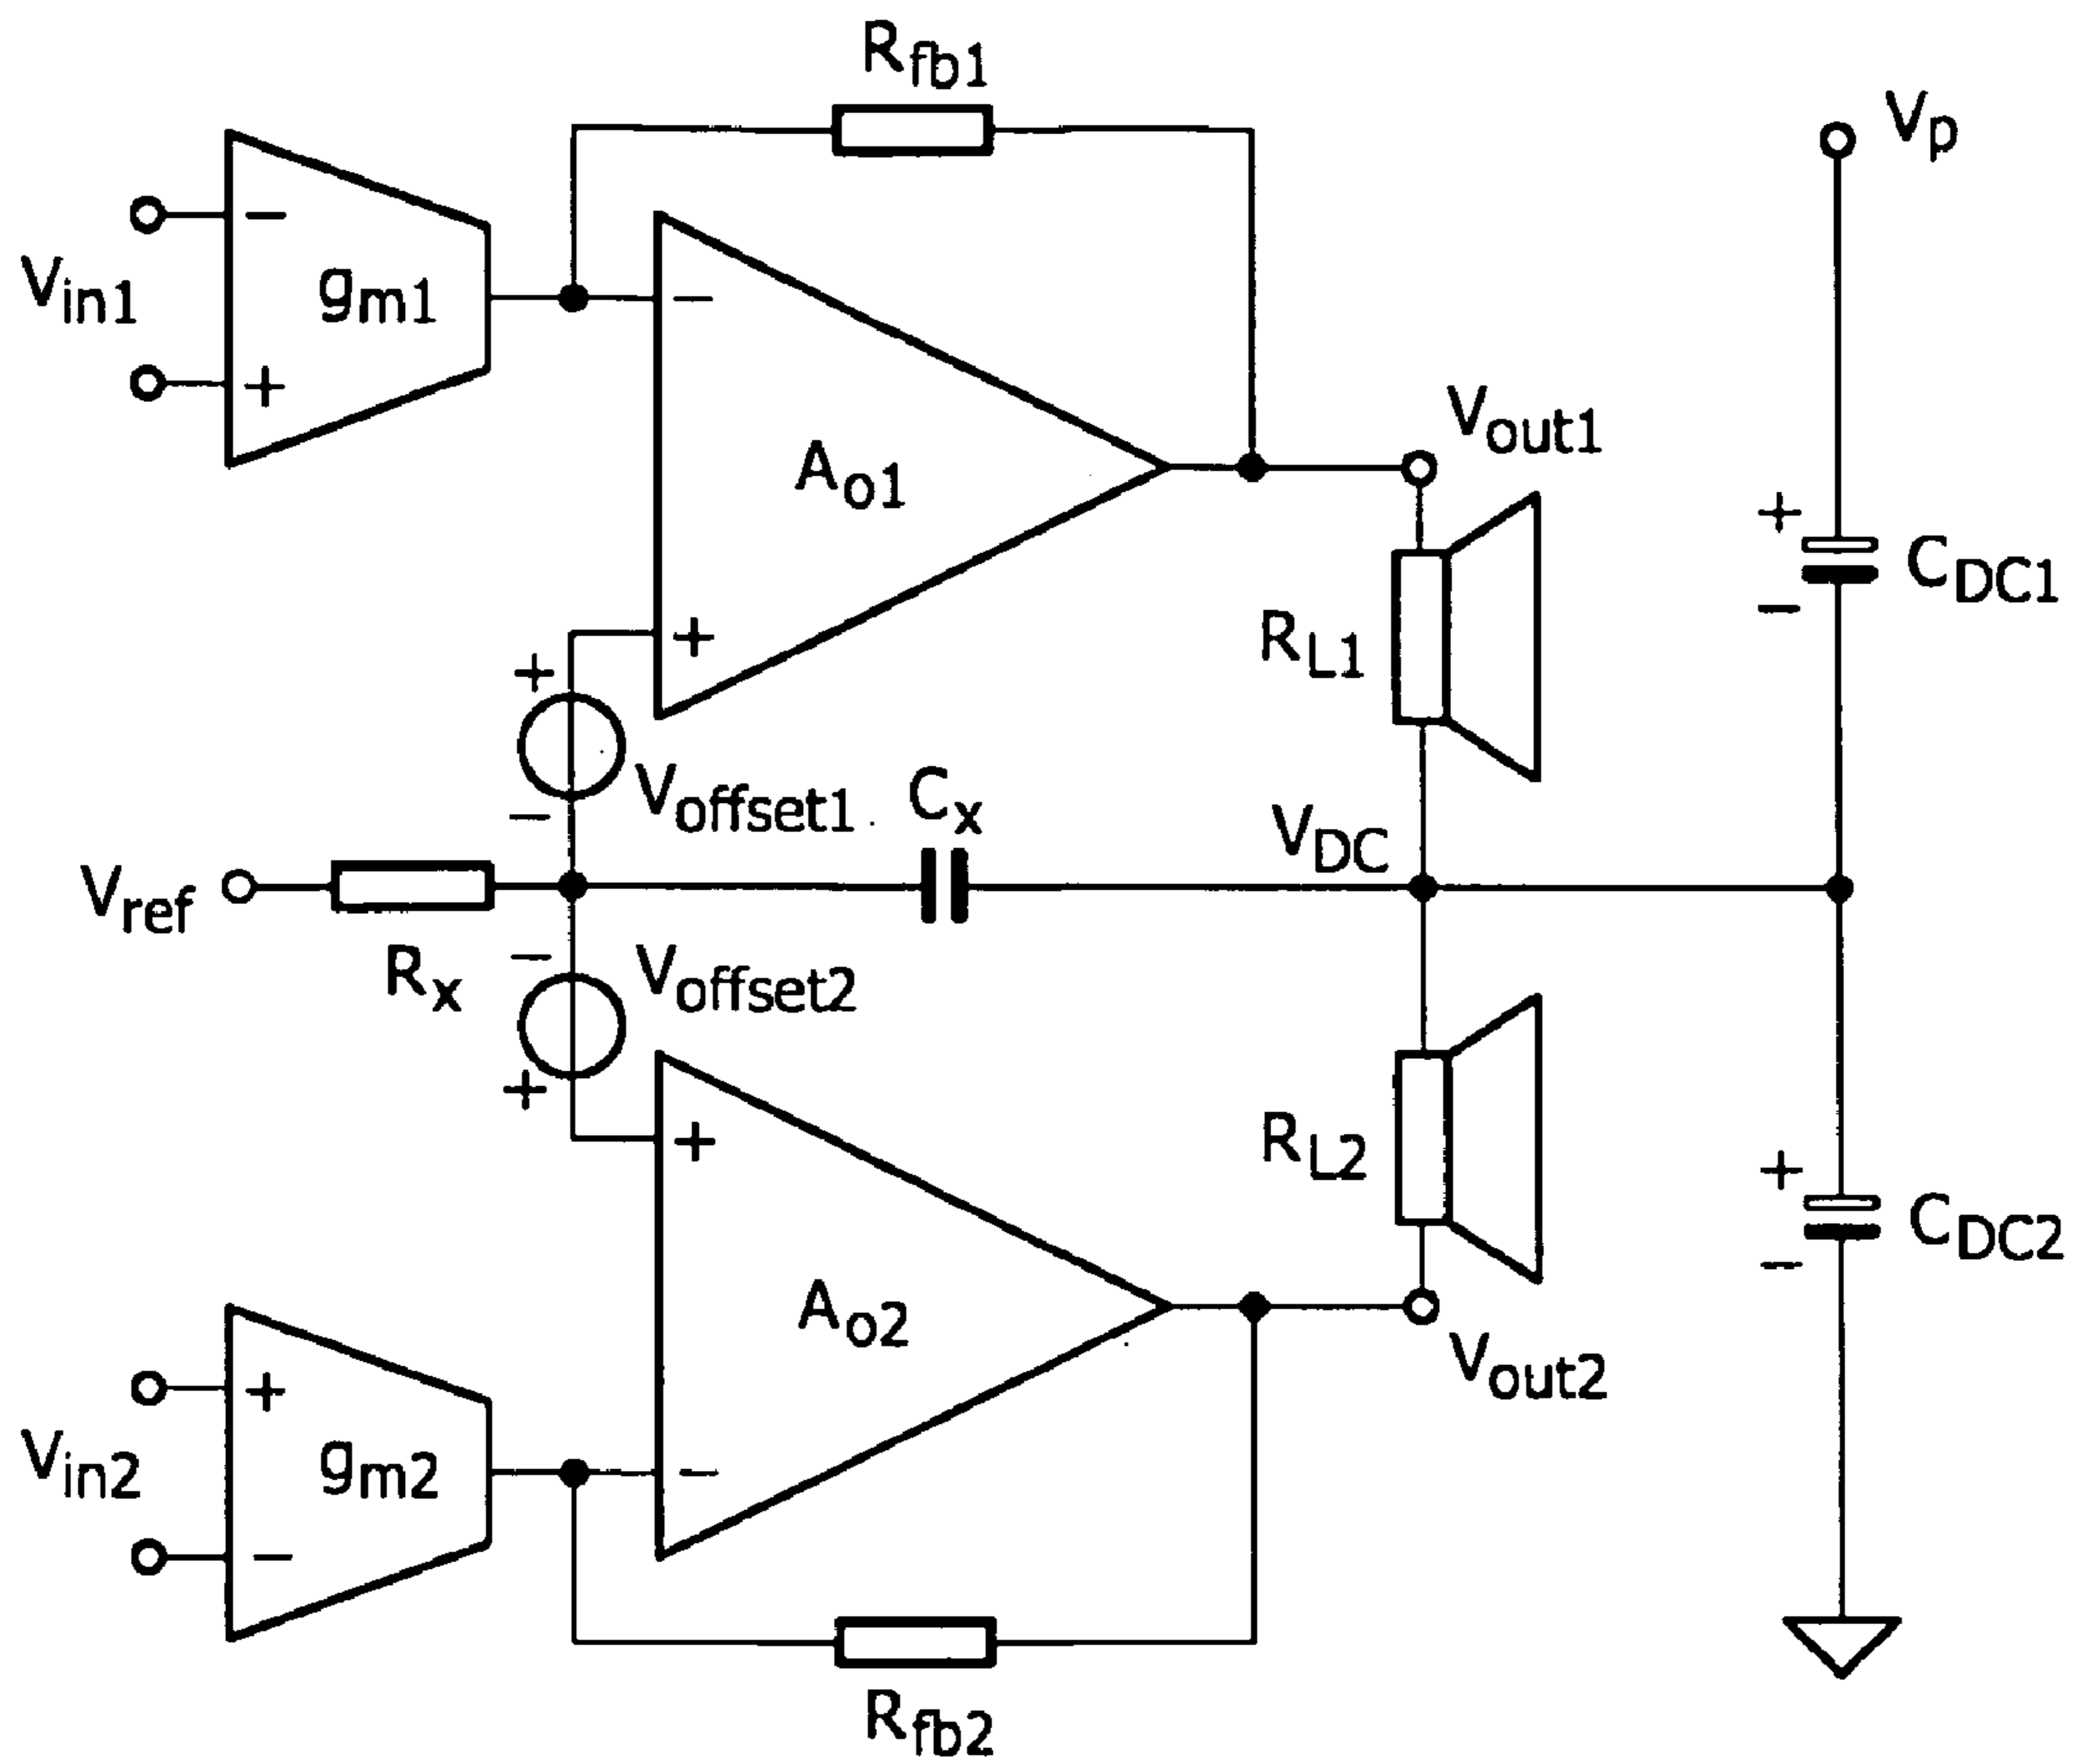 Rfb1
Vp
−
Vin1
gm1
+
−
Ao1
Vout1
+
CDC1
−
RL1
+
+
Voffset1
−
Cx
VDC
Vref
Rx
−
Voffset2
+
+
RL2
+
CDC2
−
Ao2
Vout2
+
Vin2
gm2
−
−
Rfb2